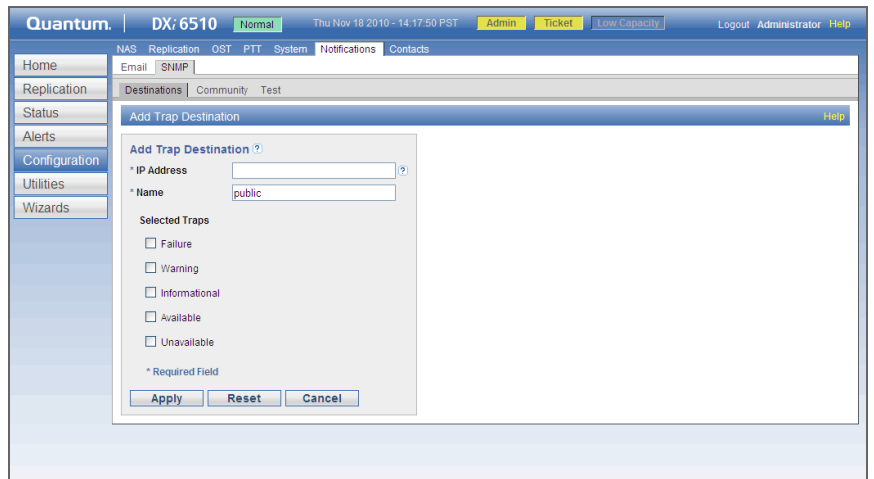 Quantum. DXi 6510 Normal Thu Nov 18 2010 - 14:17:50 PST Admin Ticket Low Capacity Logout Administrator Help
NAS Replication OST PTT System Notifications Contacts
Email SNMP
Destinations Community Test
Home
Replication
Status
Alerts
Configuration
Utilities
Wizards
Add Trap Destination Help
Add Trap Destination ?
* IP Address ?
* Name public
Selected Traps
Failure
Warning
Informational
Available
Unavailable
* Required Field
Apply Reset Cancel